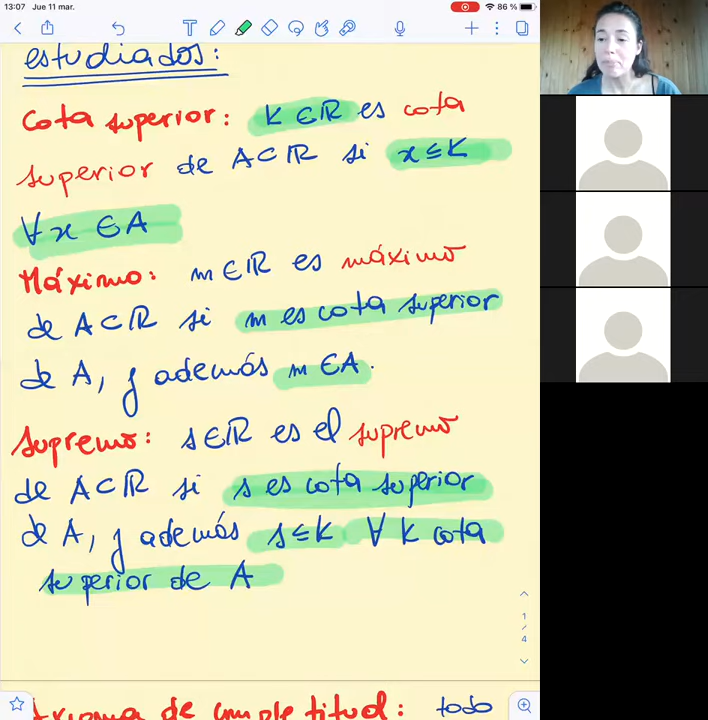 13:07 Jue 11 mar.
86 %
estudiados:
Cota superior: K ∈ ℝ es cota
superior de A ⊂ ℝ si x ≤ K
∀ x ∈ A
Máximo: m ∈ ℝ es máximo
de A ⊂ ℝ si m es cota superior
de A, y además m ∈ A.
Supremo: s ∈ ℝ es el supremo
de A ⊂ ℝ si s es cota superior
de A, y además s ≤ K ∀ K cota
superior de A
1
/
4
Axioma de completitud: todo